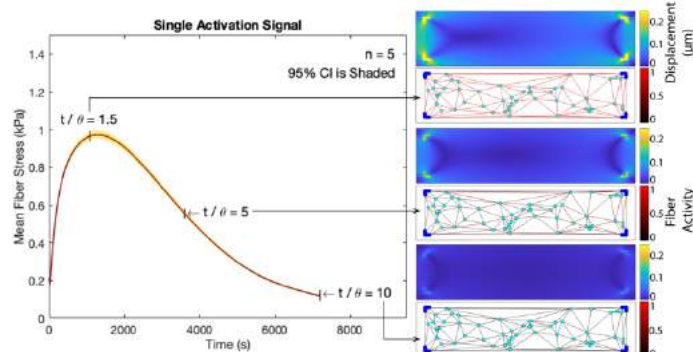 Single Activation Signal
n = 5
95% CI is Shaded
t / θ = 1.5
← t / θ = 5
← t / θ = 10
Mean Fiber Stress (kPa)
1.4
1.2
1
0.8
0.6
0.4
0.2
0
0
2000
4000
6000
8000
Time (s)
0.2
0.1
0
1
0.5
0
Displacement
(μm)
0.2
0.1
0
1
0.5
0
Fiber
Activity
0.2
0.1
0
1
0.5
0